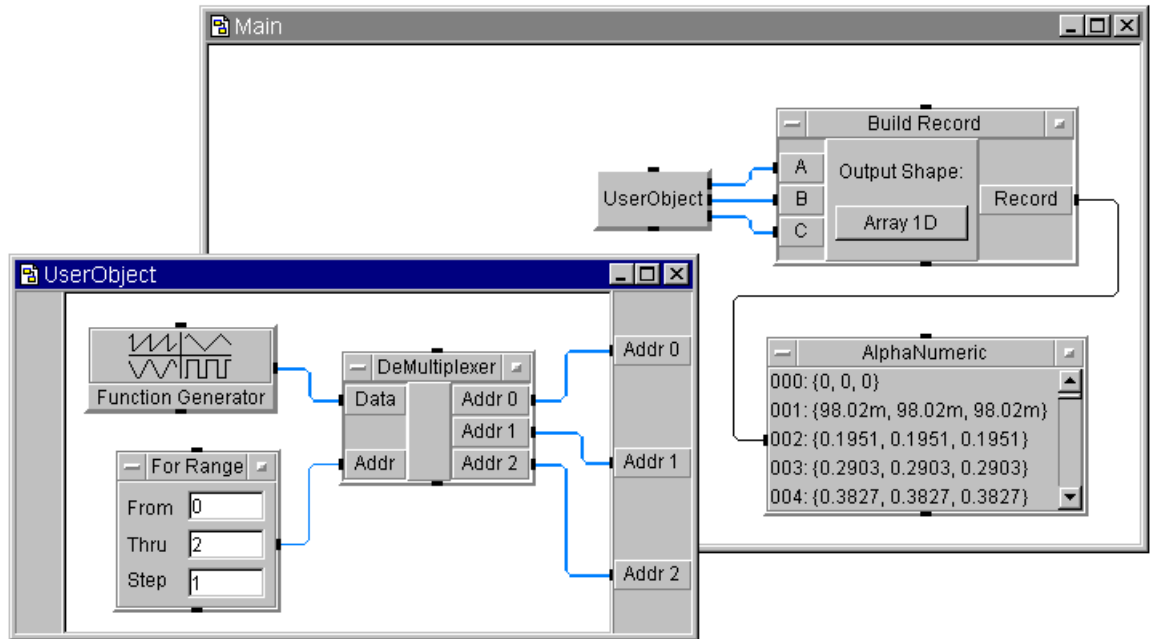 Main
Build Record
A
Output Shape:
UserObject
B
Record
C
Array 1D
UserObject
Addr 0
AlphaNumeric
DeMultiplexer
000: {0, 0, 0}
Function Generator
Data
Addr 0
001: {98.02m, 98.02m, 98.02m}
Addr 1
002: {0.1951, 0.1951, 0.1951}
For Range
Addr
Addr 2
Addr 1
003: {0.2903, 0.2903, 0.2903}
004: {0.3827, 0.3827, 0.3827}
From 0
Thru 2
Step 1
Addr 2